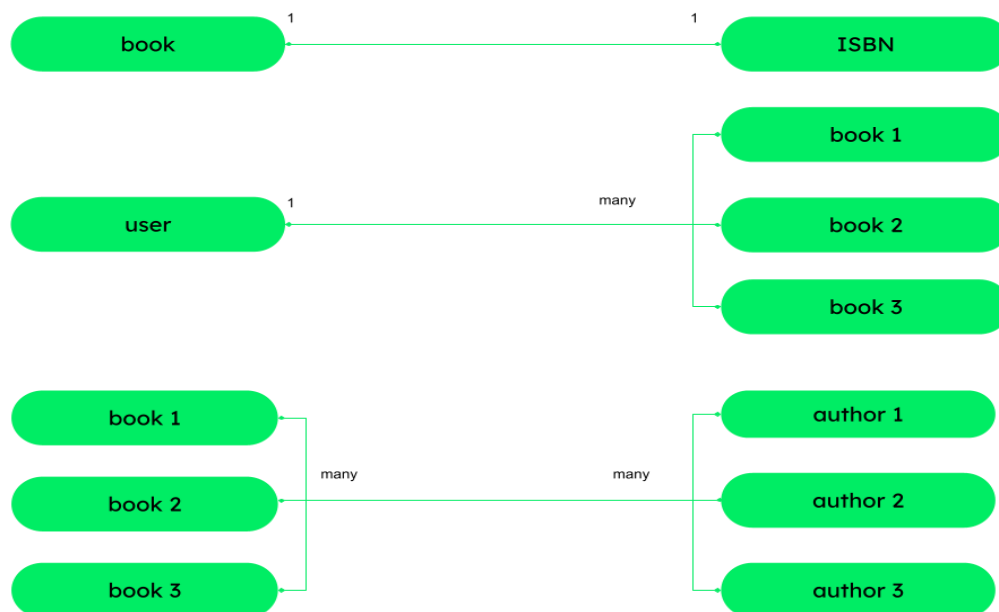 1 1
book ISBN
book 1
1 many
user book 2
book 3
book 1 author 1
many many
book 2 author 2
book 3 author 3